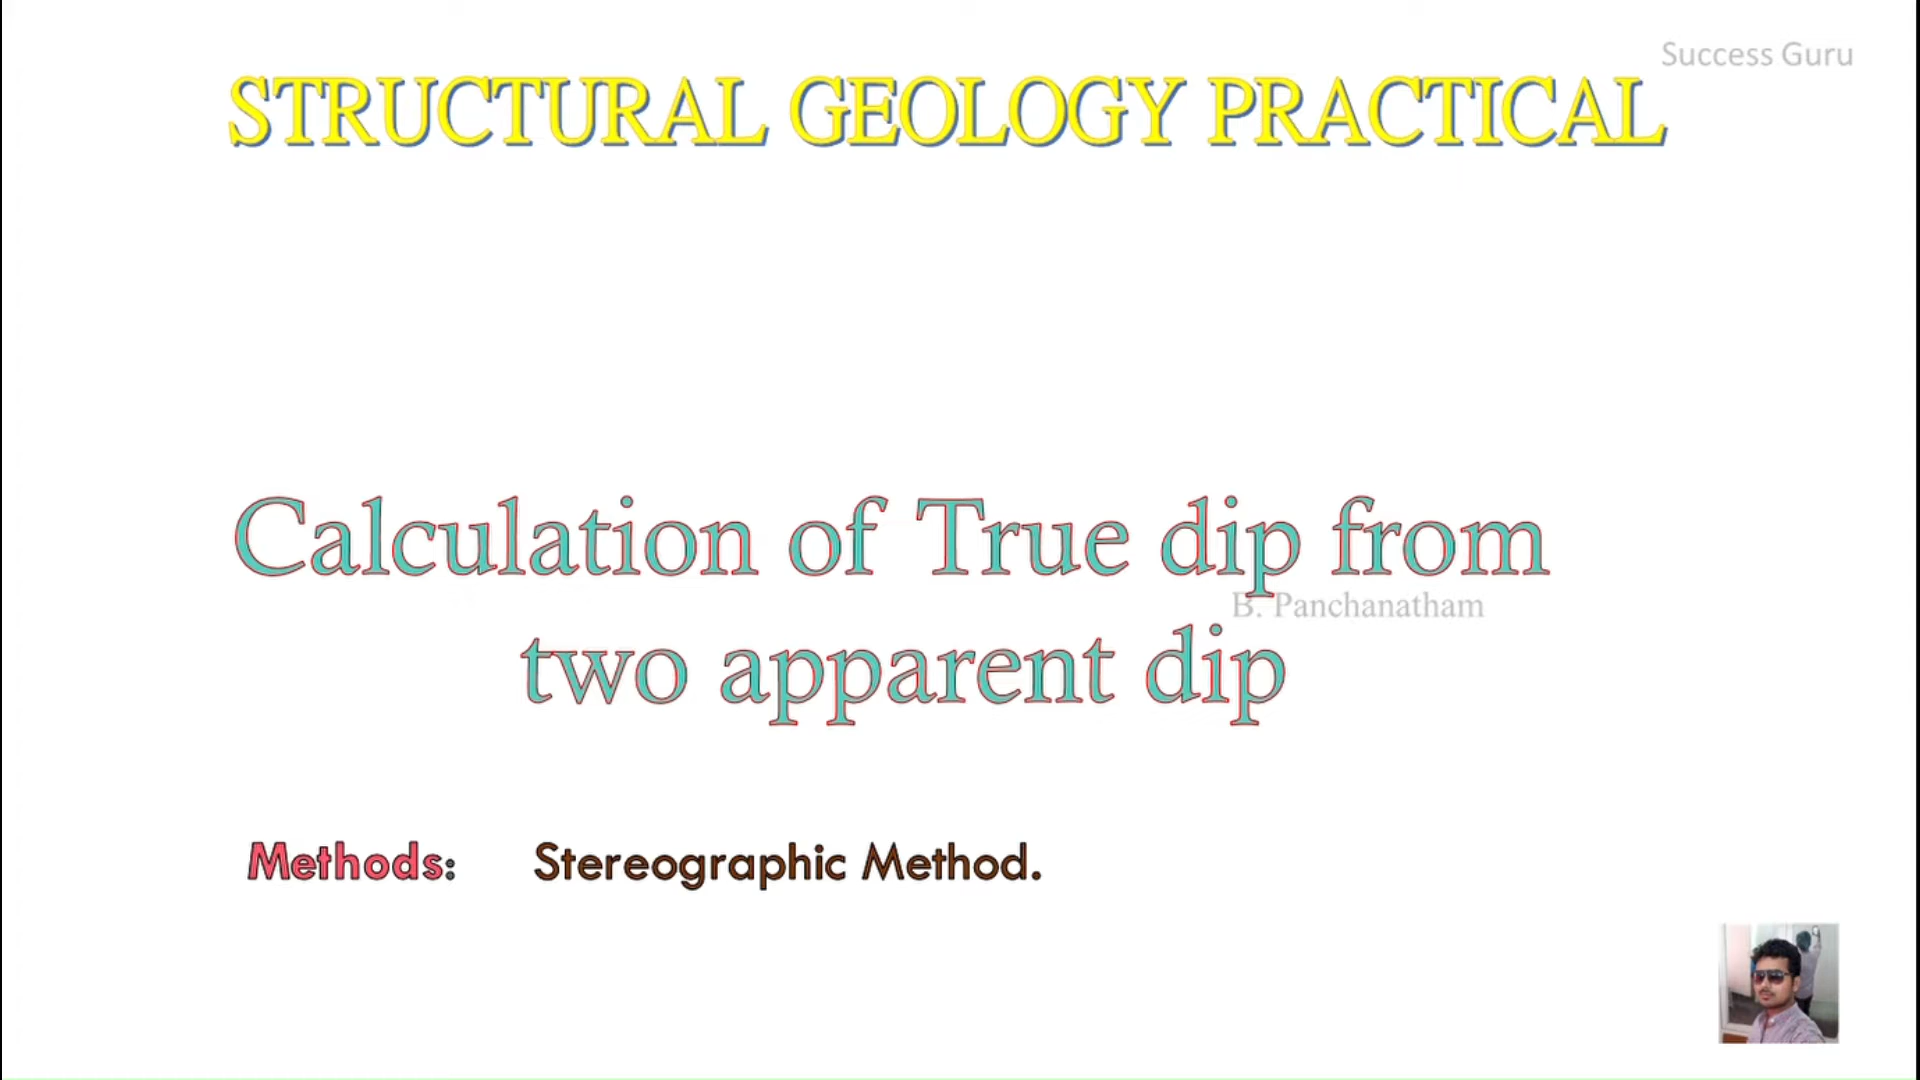 Success Guru
STRUCTURAL GEOLOGY PRACTICAL
Calculation of True dip from
B. Panchanatham
two apparent dip
Methods: Stereographic Method.